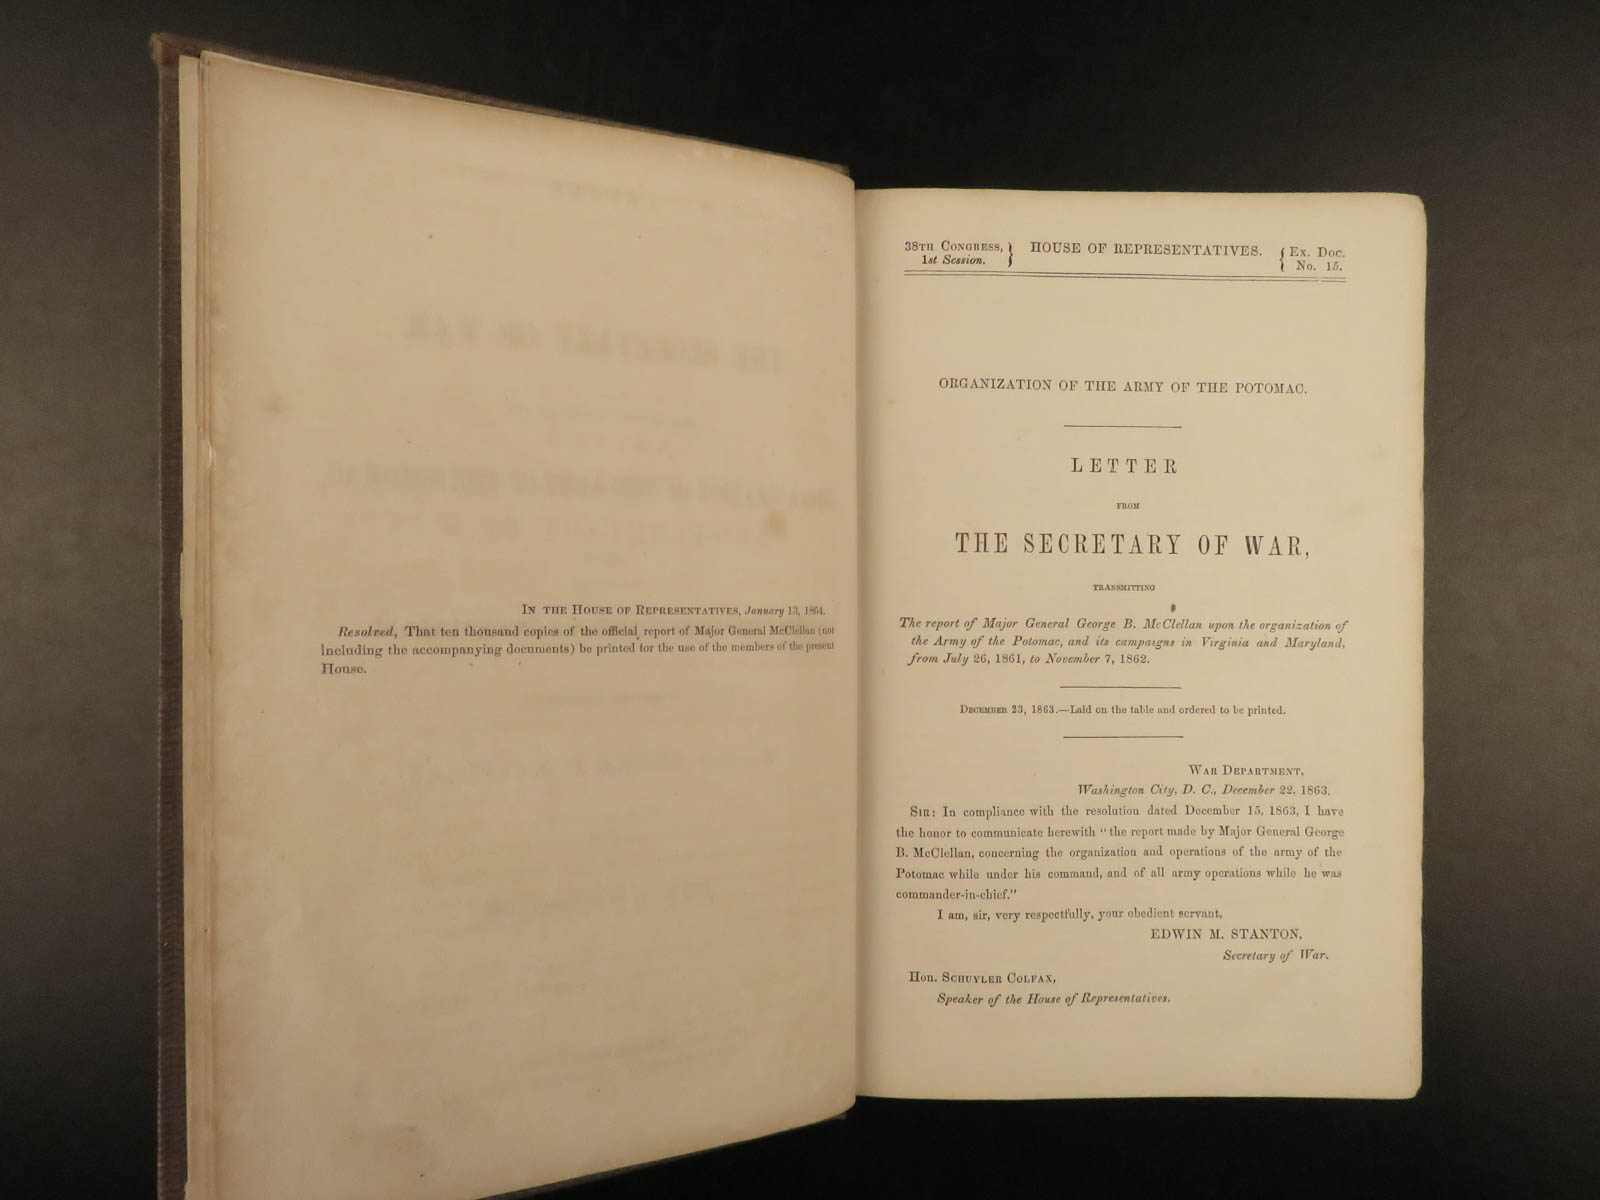 In the House of Representatives, January 13, 1864.
Resolved, That ten thousand copies of the official report of Major General McClellan (not
including the accompanying documents) be printed for the use of the members of the present
House.
38th Congress, } HOUSE OF REPRESENTATIVES. { Ex. Doc.
1st Session. } { No. 15.
ORGANIZATION OF THE ARMY OF THE POTOMAC.
LETTER
FROM
THE SECRETARY OF WAR,
TRANSMITTING
The report of Major General George B. McClellan upon the organization of
the Army of the Potomac, and its campaigns in Virginia and Maryland,
from July 26, 1861, to November 7, 1862.
December 23, 1863.—Laid on the table and ordered to be printed.
War Department,
Washington City, D. C., December 22, 1863.
Sir: In compliance with the resolution dated December 15, 1863, I have
the honor to communicate herewith "the report made by Major General George
B. McClellan, concerning the organization and operations of the army of the
Potomac while under his command, and of all army operations while he was
commander-in-chief."
I am, sir, very respectfully, your obedient servant,
EDWIN M. STANTON,
Secretary of War.
Hon. Schuyler Colfax,
Speaker of the House of Representatives.